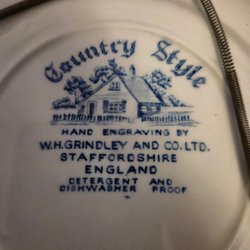 Country Style
HAND ENGRAVING BY
W.H.GRINDLEY AND CO.LTD.
STAFFORDSHIRE
ENGLAND
DETERGENT AND
DISHWASHER PROOF